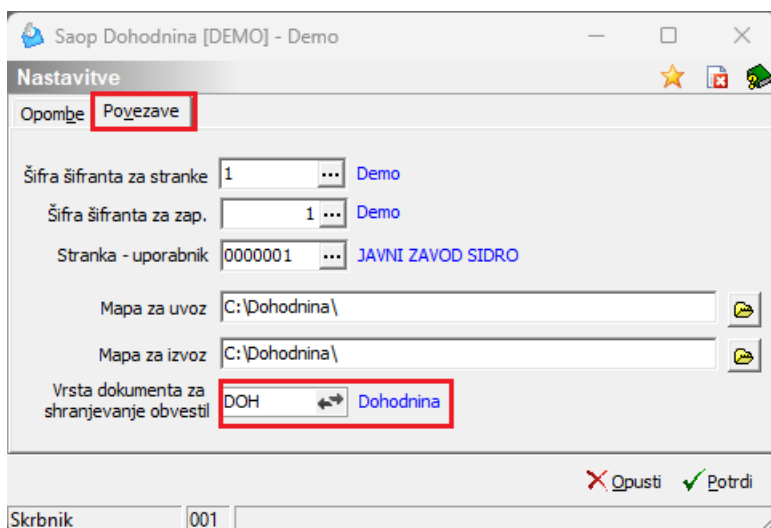 Saop Dohodnina [DEMO] - Demo
Nastavitve
Opombe Povezave
Šifra šifranta za stranke 1 ... Demo
Šifra šifranta za zap. 1 ... Demo
Stranka - uporabnik 0000001 ... JAVNI ZAVOD SIDRO
Mapa za uvoz C:\Dohodnina\
Mapa za izvoz C:\Dohodnina\
Vrsta dokumenta za
shranjevanje obvestil DOH Dohodnina
Opusti Potrdi
Skrbnik 001